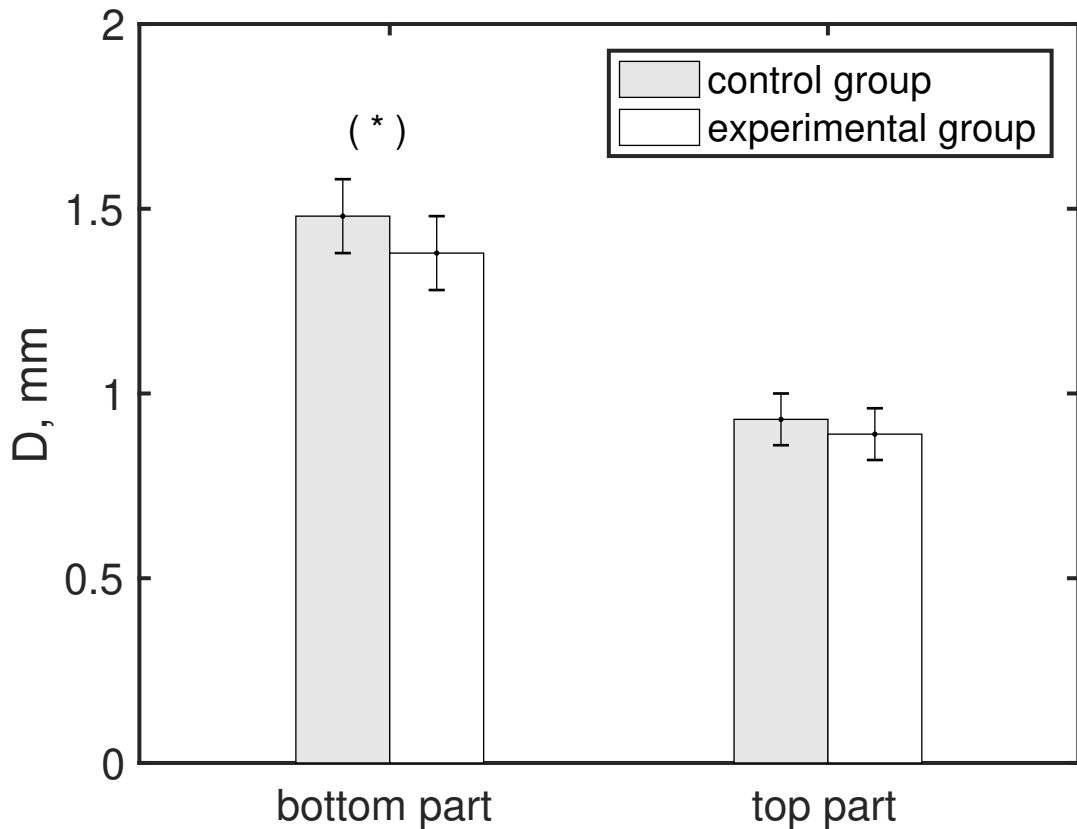 2
control group
experimental group
( * )
1.5
D, mm
1
0.5
0
bottom part
top part